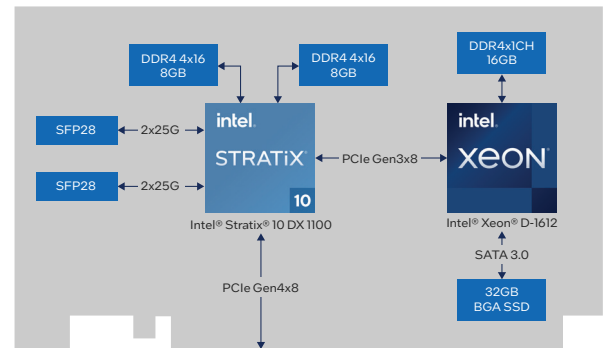 DDR4 4x16
8GB
DDR4 4x16
8GB
DDR4x1CH
16GB
SFP28
2x25G
intel.
STRATIX
10
PCIe Gen3x8
intel.
XEON
SFP28
2x25G
Intel® Stratix® 10 DX 1100
Intel® Xeon® D-1612
SATA 3.0
PCIe Gen4x8
32GB
BGA SSD